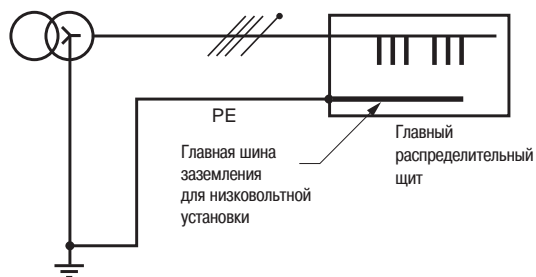 PE
Главная шина
заземления
для низковольтной
установки
Главный
распределительный
щит